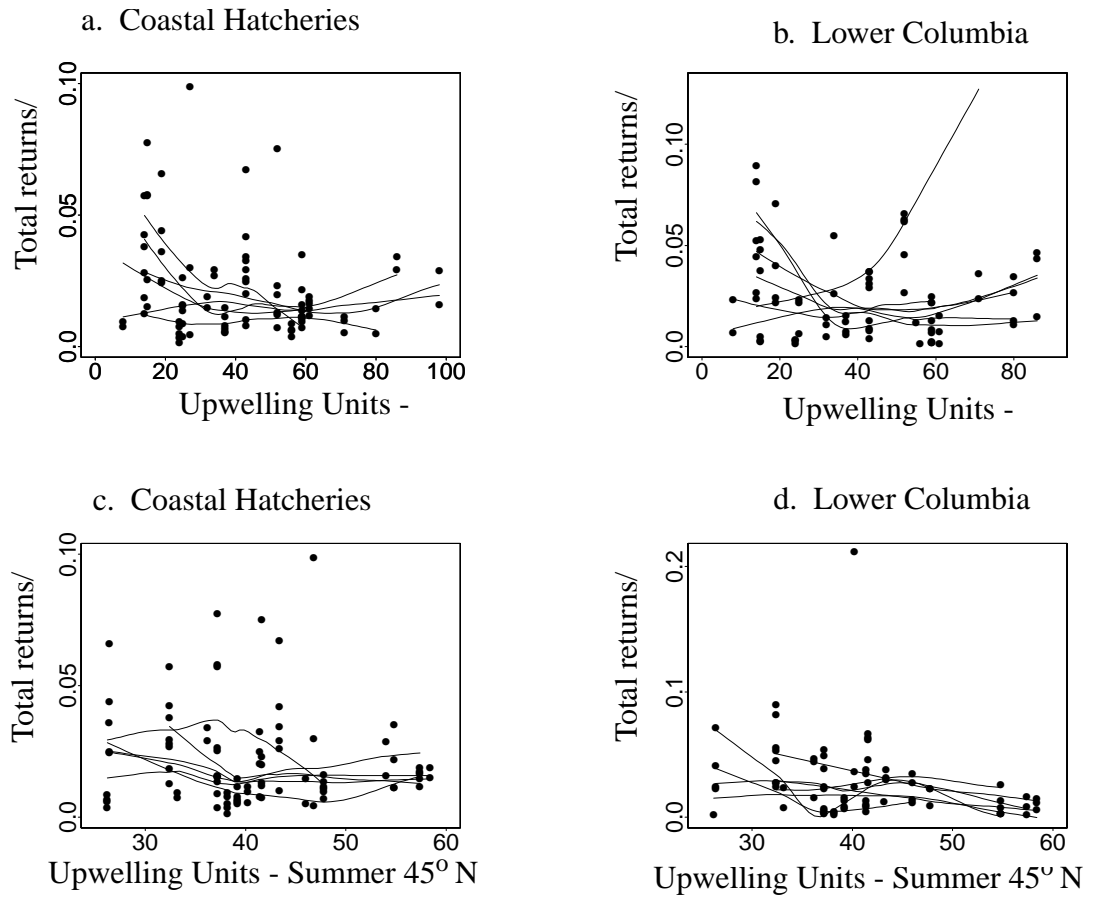 a. Coastal Hatcheries
Total returns/
0.10
0.05
0.0
0 20 40 60 80 100
Upwelling Units -
b. Lower Columbia
Total returns/
0.10
0.05
0.0
0 20 40 60 80
Upwelling Units -
c. Coastal Hatcheries
Total returns/
0.10
0.05
0.0
30 40 50 60
Upwelling Units - Summer 45º N
d. Lower Columbia
Total returns/
0.2
0.1
0.0
30 40 50 60
Upwelling Units - Summer 45º N